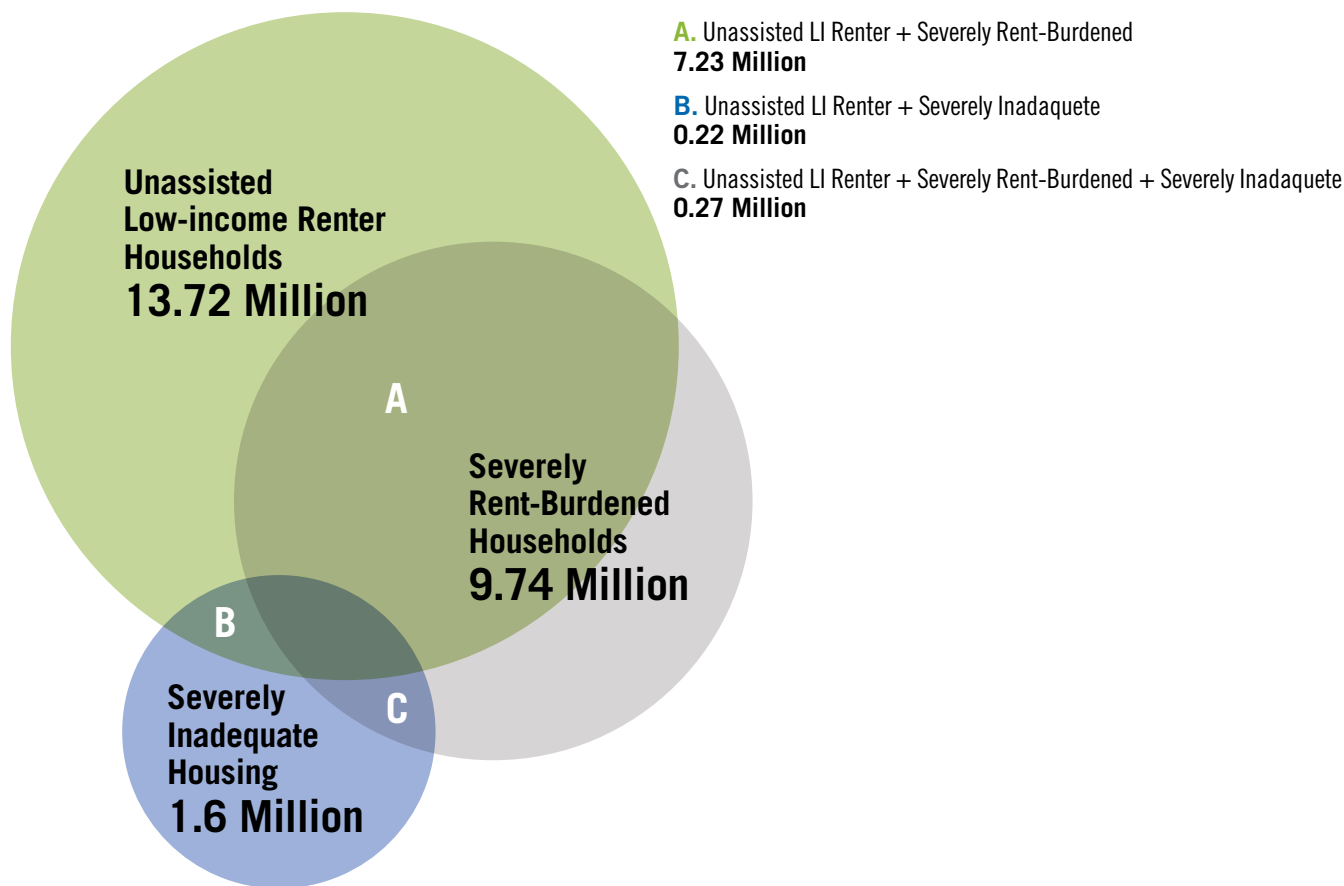 A. Unassisted LI Renter + Severely Rent-Burdened
7.23 Million
B. Unassisted LI Renter + Severely Inadaquete
0.22 Million
C. Unassisted LI Renter + Severely Rent-Burdened + Severely Inadaquete
0.27 Million
Unassisted
Low-income Renter
Households
13.72 Million
A
Severely
Rent-Burdened
Households
9.74 Million
B
C
Severely
Inadequate
Housing
1.6 Million